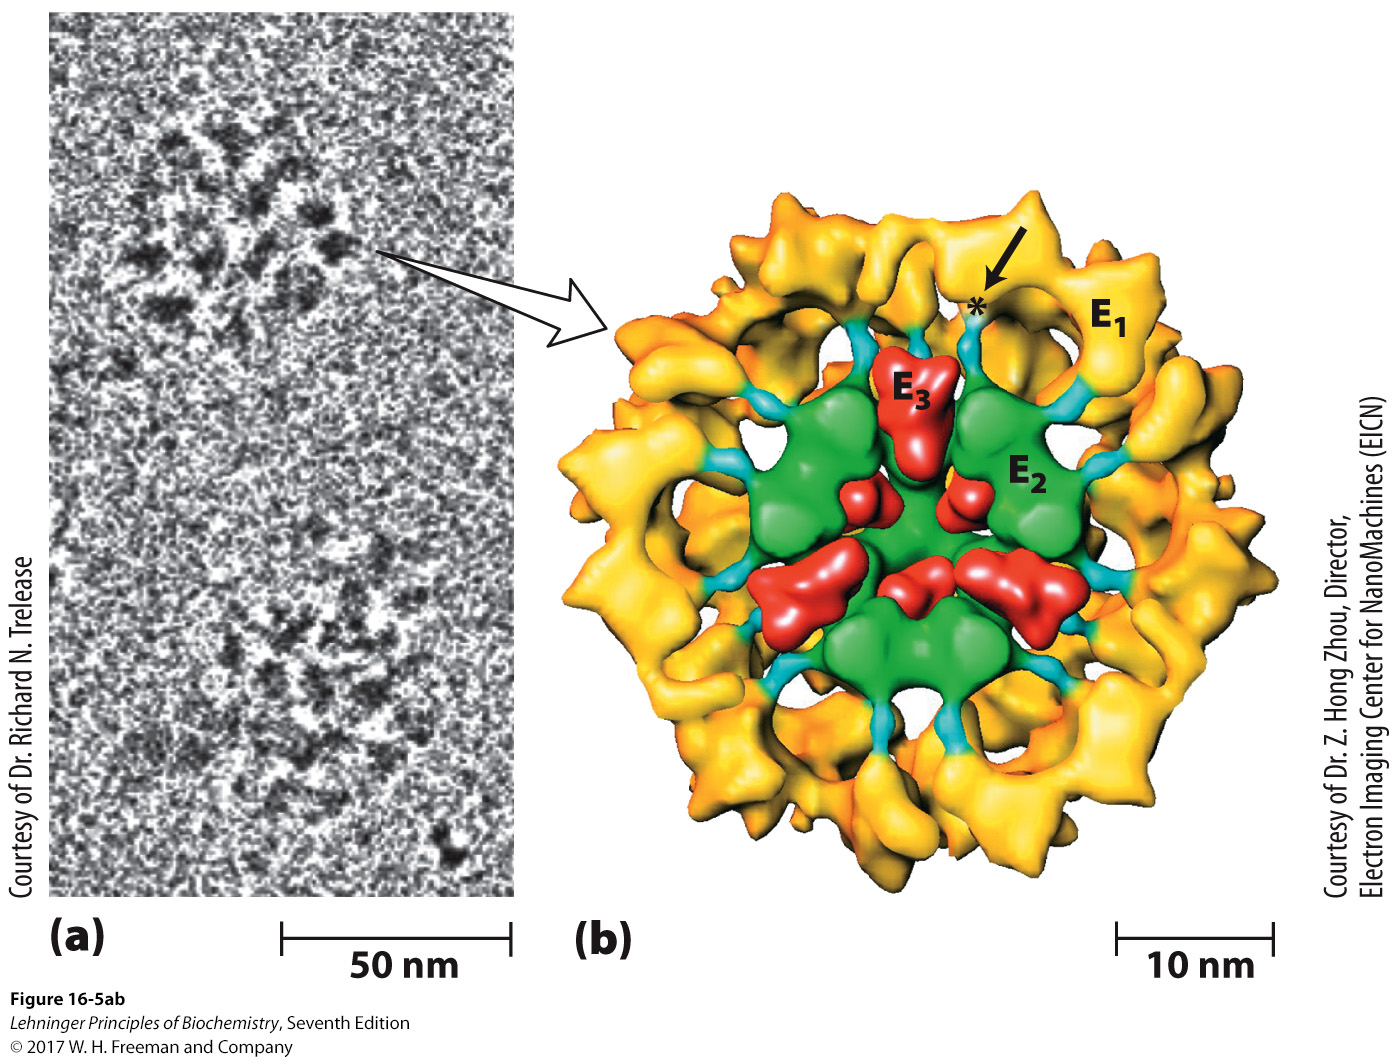 Courtesy of Dr. Richard N. Trelease
E1
*
E3
E2
Courtesy of Dr. Z. Hong Zhou, Director,
Electron Imaging Center for NanoMachines (EICN)
(a)
50 nm
(b)
10 nm
Figure 16-5ab
Lehninger Principles of Biochemistry, Seventh Edition
© 2017 W. H. Freeman and Company